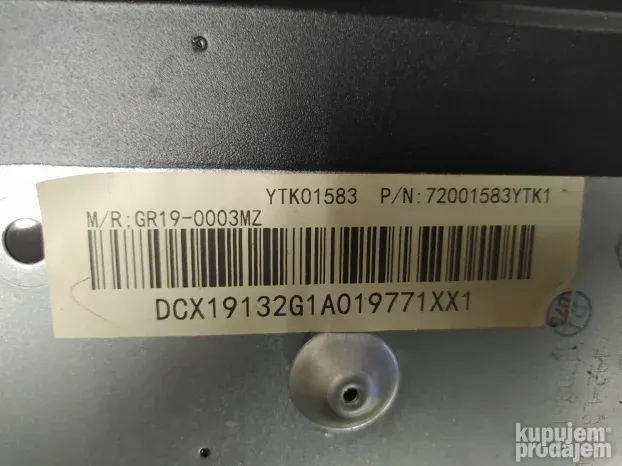 YTK01583 P/N:72001583YTK1
M/R;GR19-0003MZ
DCX19132G1A019771XX1
kupujem
prodajem